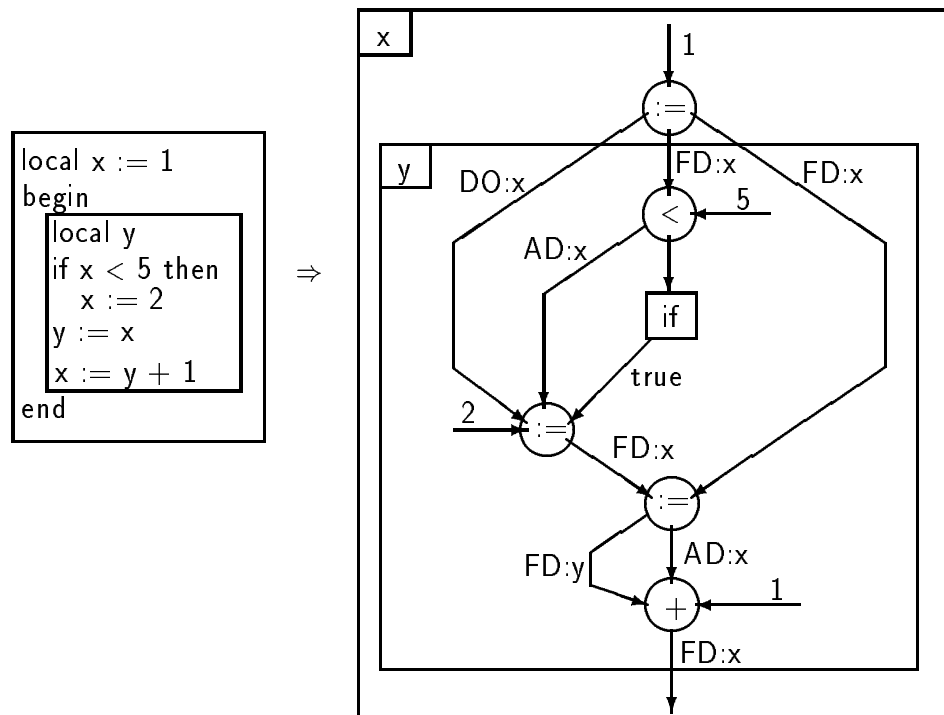 local x := 1
begin
local y
if x < 5 then
x := 2
y := x
x := y + 1
end
⇒
x
1
:=
y
DO:x
FD:x
FD:x
<
5
AD:x
if
true
2
:=
FD:x
:=
FD:y
AD:x
+
1
FD:x